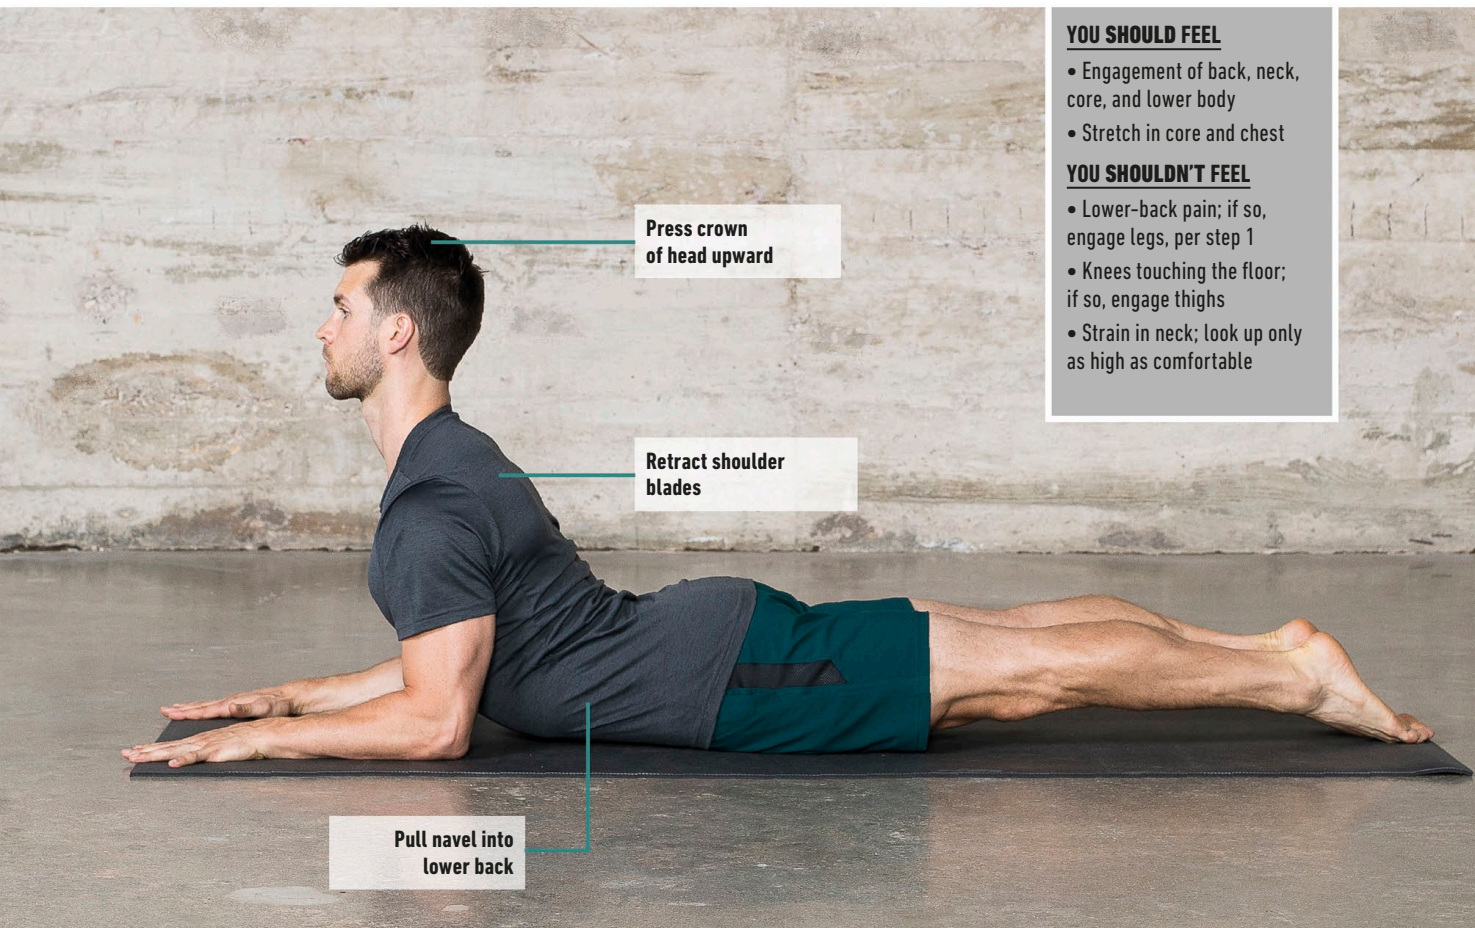 YOU SHOULD FEEL
• Engagement of back, neck,
core, and lower body
• Stretch in core and chest
YOU SHOULDN'T FEEL
• Lower-back pain; if so,
engage legs, per step 1
• Knees touching the floor;
if so, engage thighs
• Strain in neck; look up only
as high as comfortable
Press crown
of head upward
Retract shoulder
blades
Pull navel into
lower back